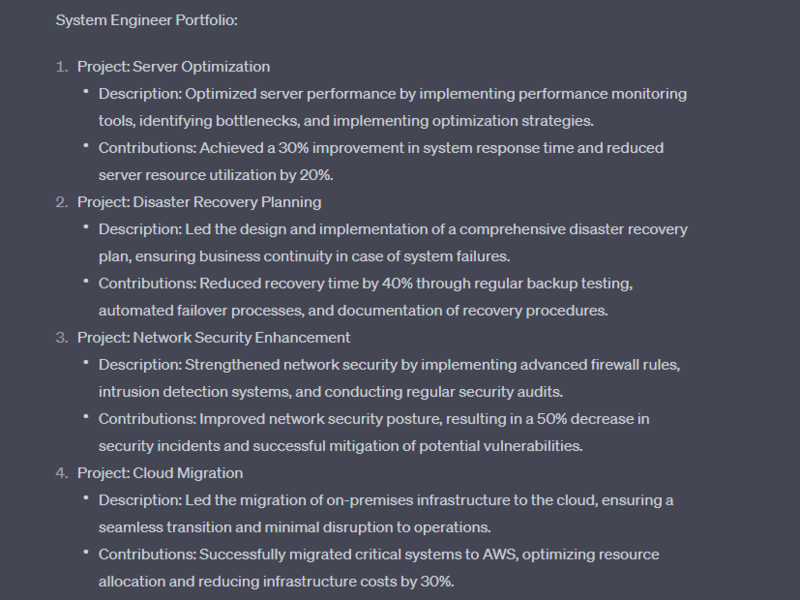 System Engineer Portfolio:
1. Project: Server Optimization
• Description: Optimized server performance by implementing performance monitoring
tools, identifying bottlenecks, and implementing optimization strategies.
• Contributions: Achieved a 30% improvement in system response time and reduced
server resource utilization by 20%.
2. Project: Disaster Recovery Planning
• Description: Led the design and implementation of a comprehensive disaster recovery
plan, ensuring business continuity in case of system failures.
• Contributions: Reduced recovery time by 40% through regular backup testing,
automated failover processes, and documentation of recovery procedures.
3. Project: Network Security Enhancement
• Description: Strengthened network security by implementing advanced firewall rules,
intrusion detection systems, and conducting regular security audits.
• Contributions: Improved network security posture, resulting in a 50% decrease in
security incidents and successful mitigation of potential vulnerabilities.
4. Project: Cloud Migration
• Description: Led the migration of on-premises infrastructure to the cloud, ensuring a
seamless transition and minimal disruption to operations.
• Contributions: Successfully migrated critical systems to AWS, optimizing resource
allocation and reducing infrastructure costs by 30%.